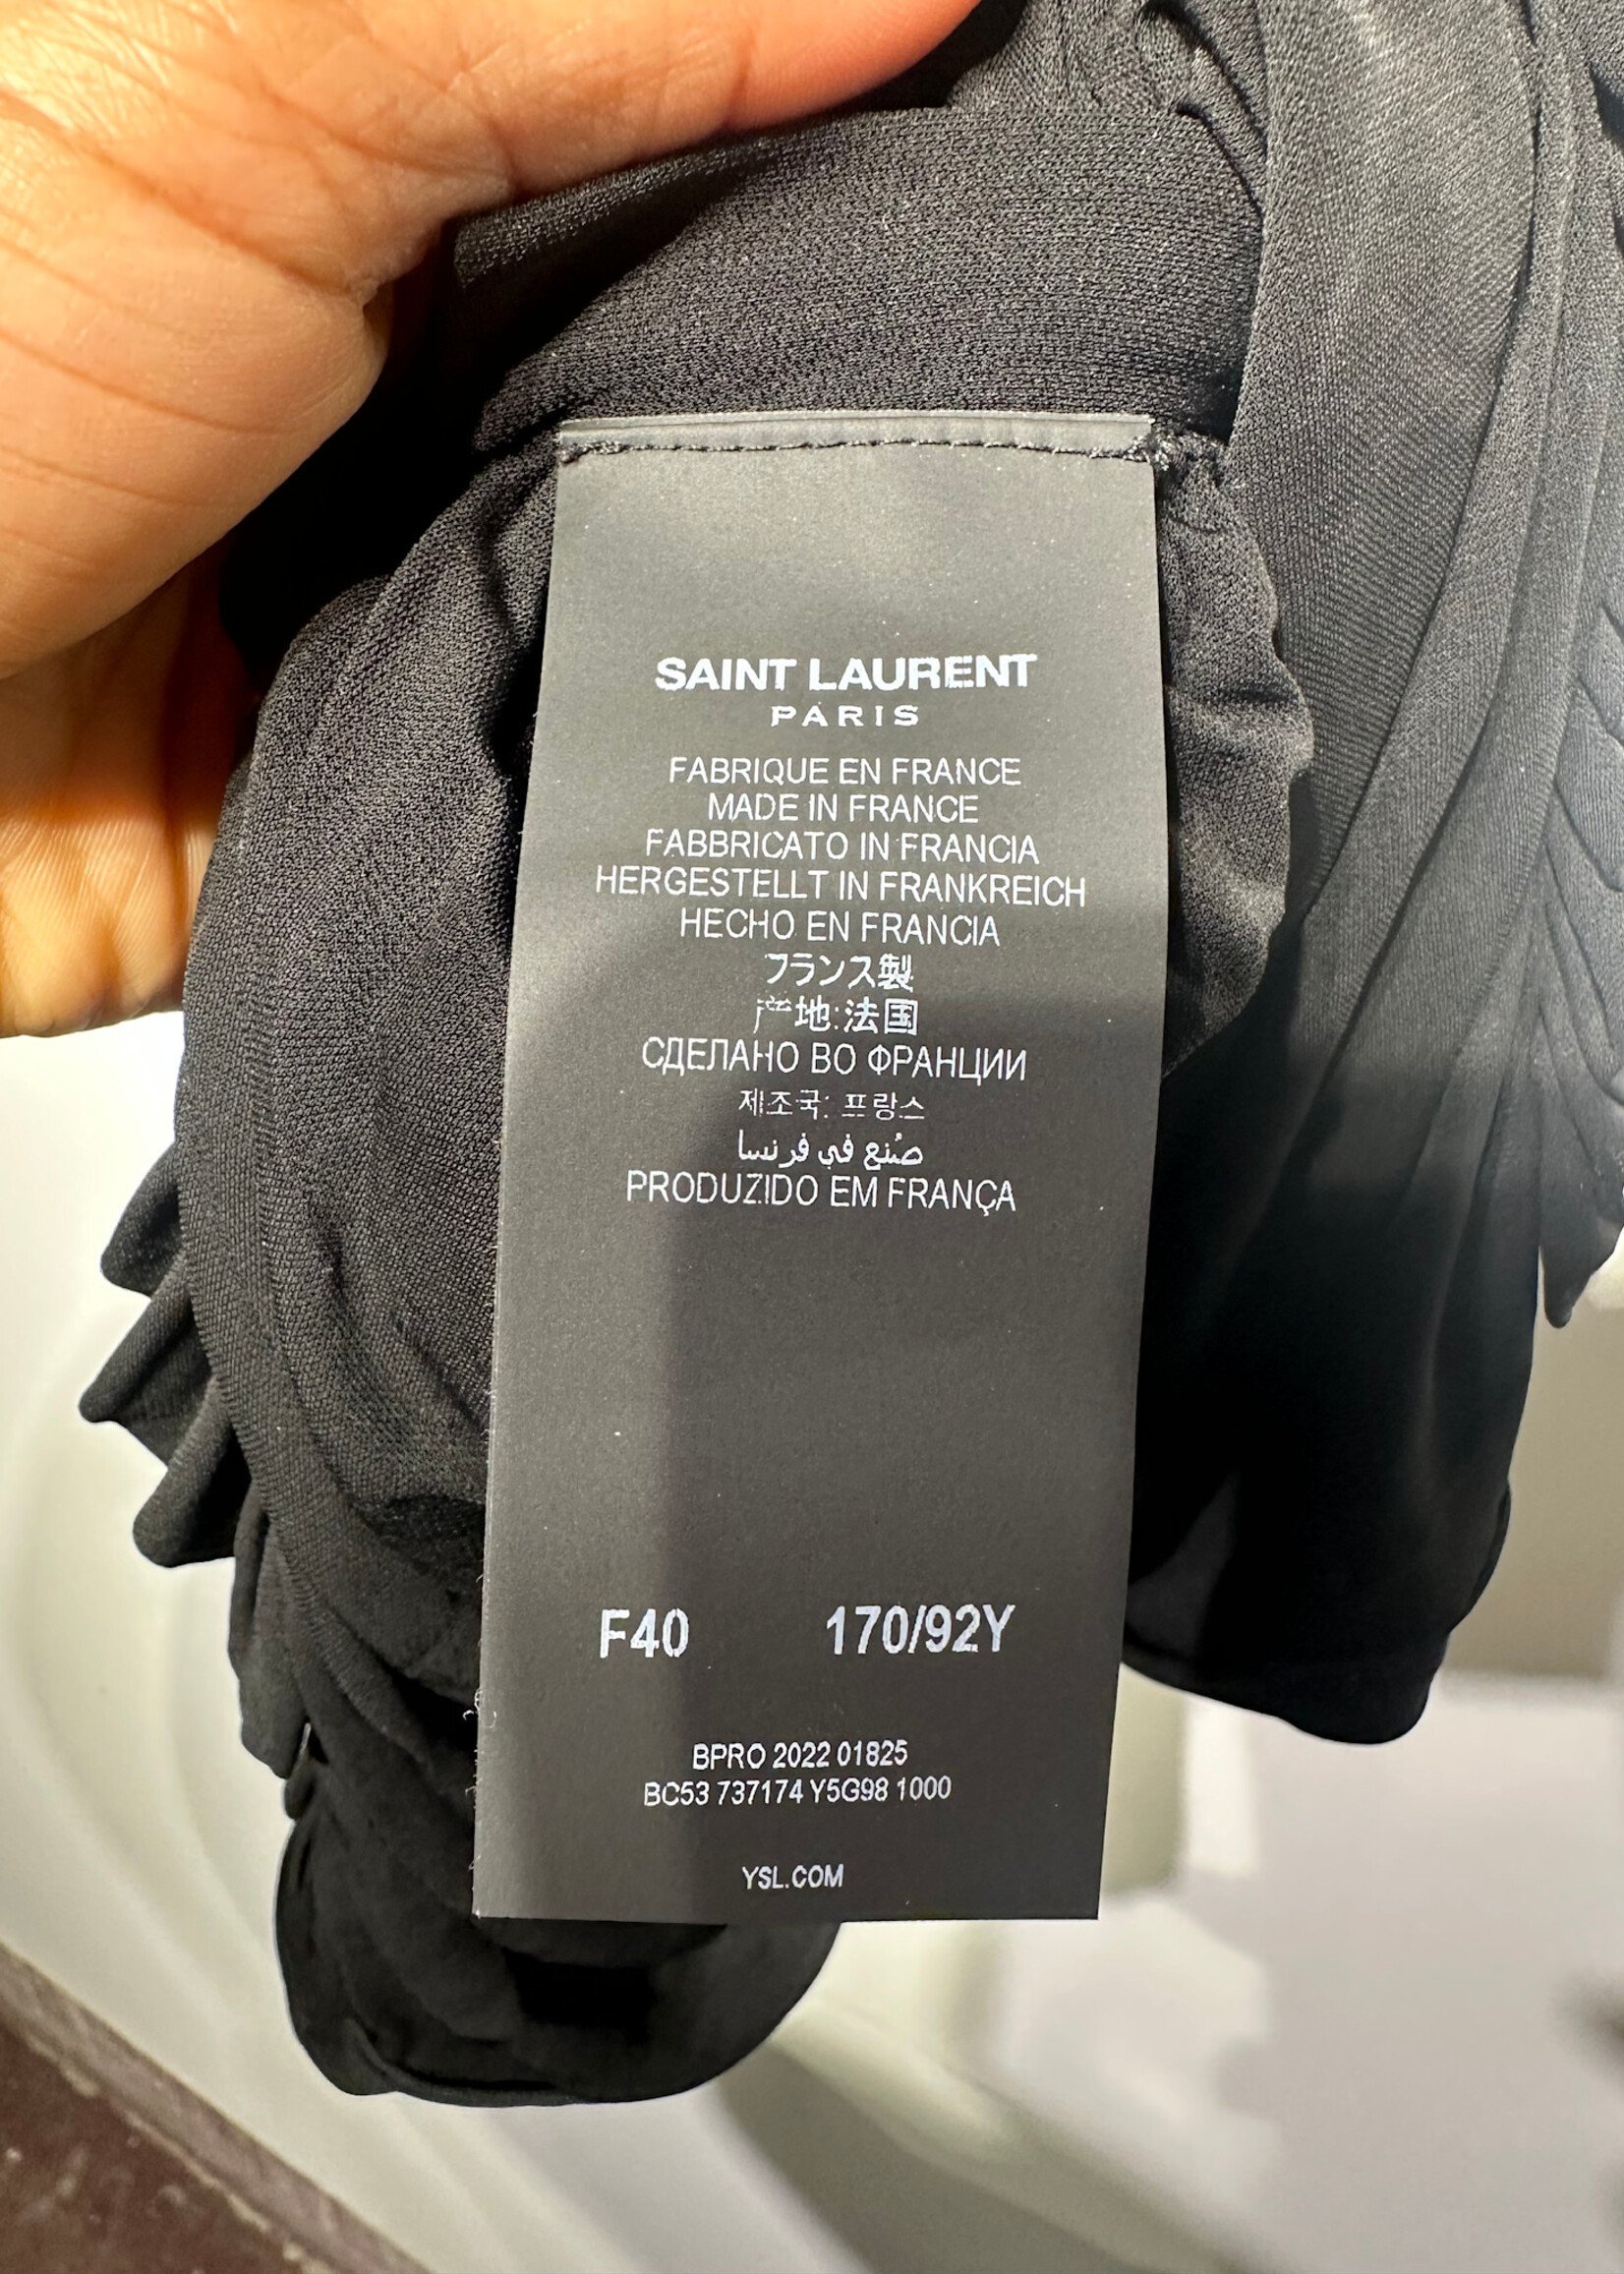 SAINT LAURENT
PARIS
FABRIQUE EN FRANCE
MADE IN FRANCE
FABBRICATO IN FRANCIA
HERGESTELLT IN FRANKREICH
HECHO EN FRANCIA
フランス製
产地:法国
СДЕЛАНО ВО ФРАНЦИИ
제조국: 프랑스
صُنع في فرنسا
PRODUZIDO EM FRANÇA
F40 170/92Y
BPRO 2022 01825
BC53 737174 Y5G98 1000
YSL.COM